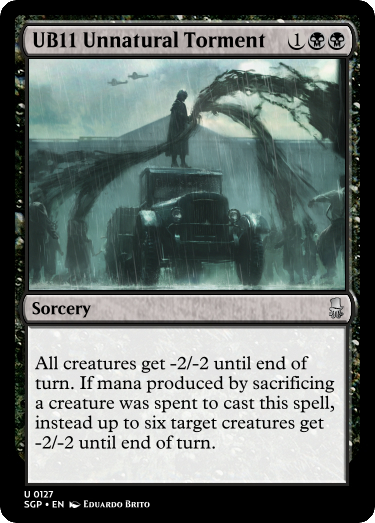 UB11 Unnatural Torment 1
Sorcery
All creatures get -2/-2 until end of
turn. If mana produced by sacrificing
a creature was spent to cast this spell,
instead up to six target creatures get
-2/-2 until end of turn.
U 0127
SGP • EN Eduardo Brito